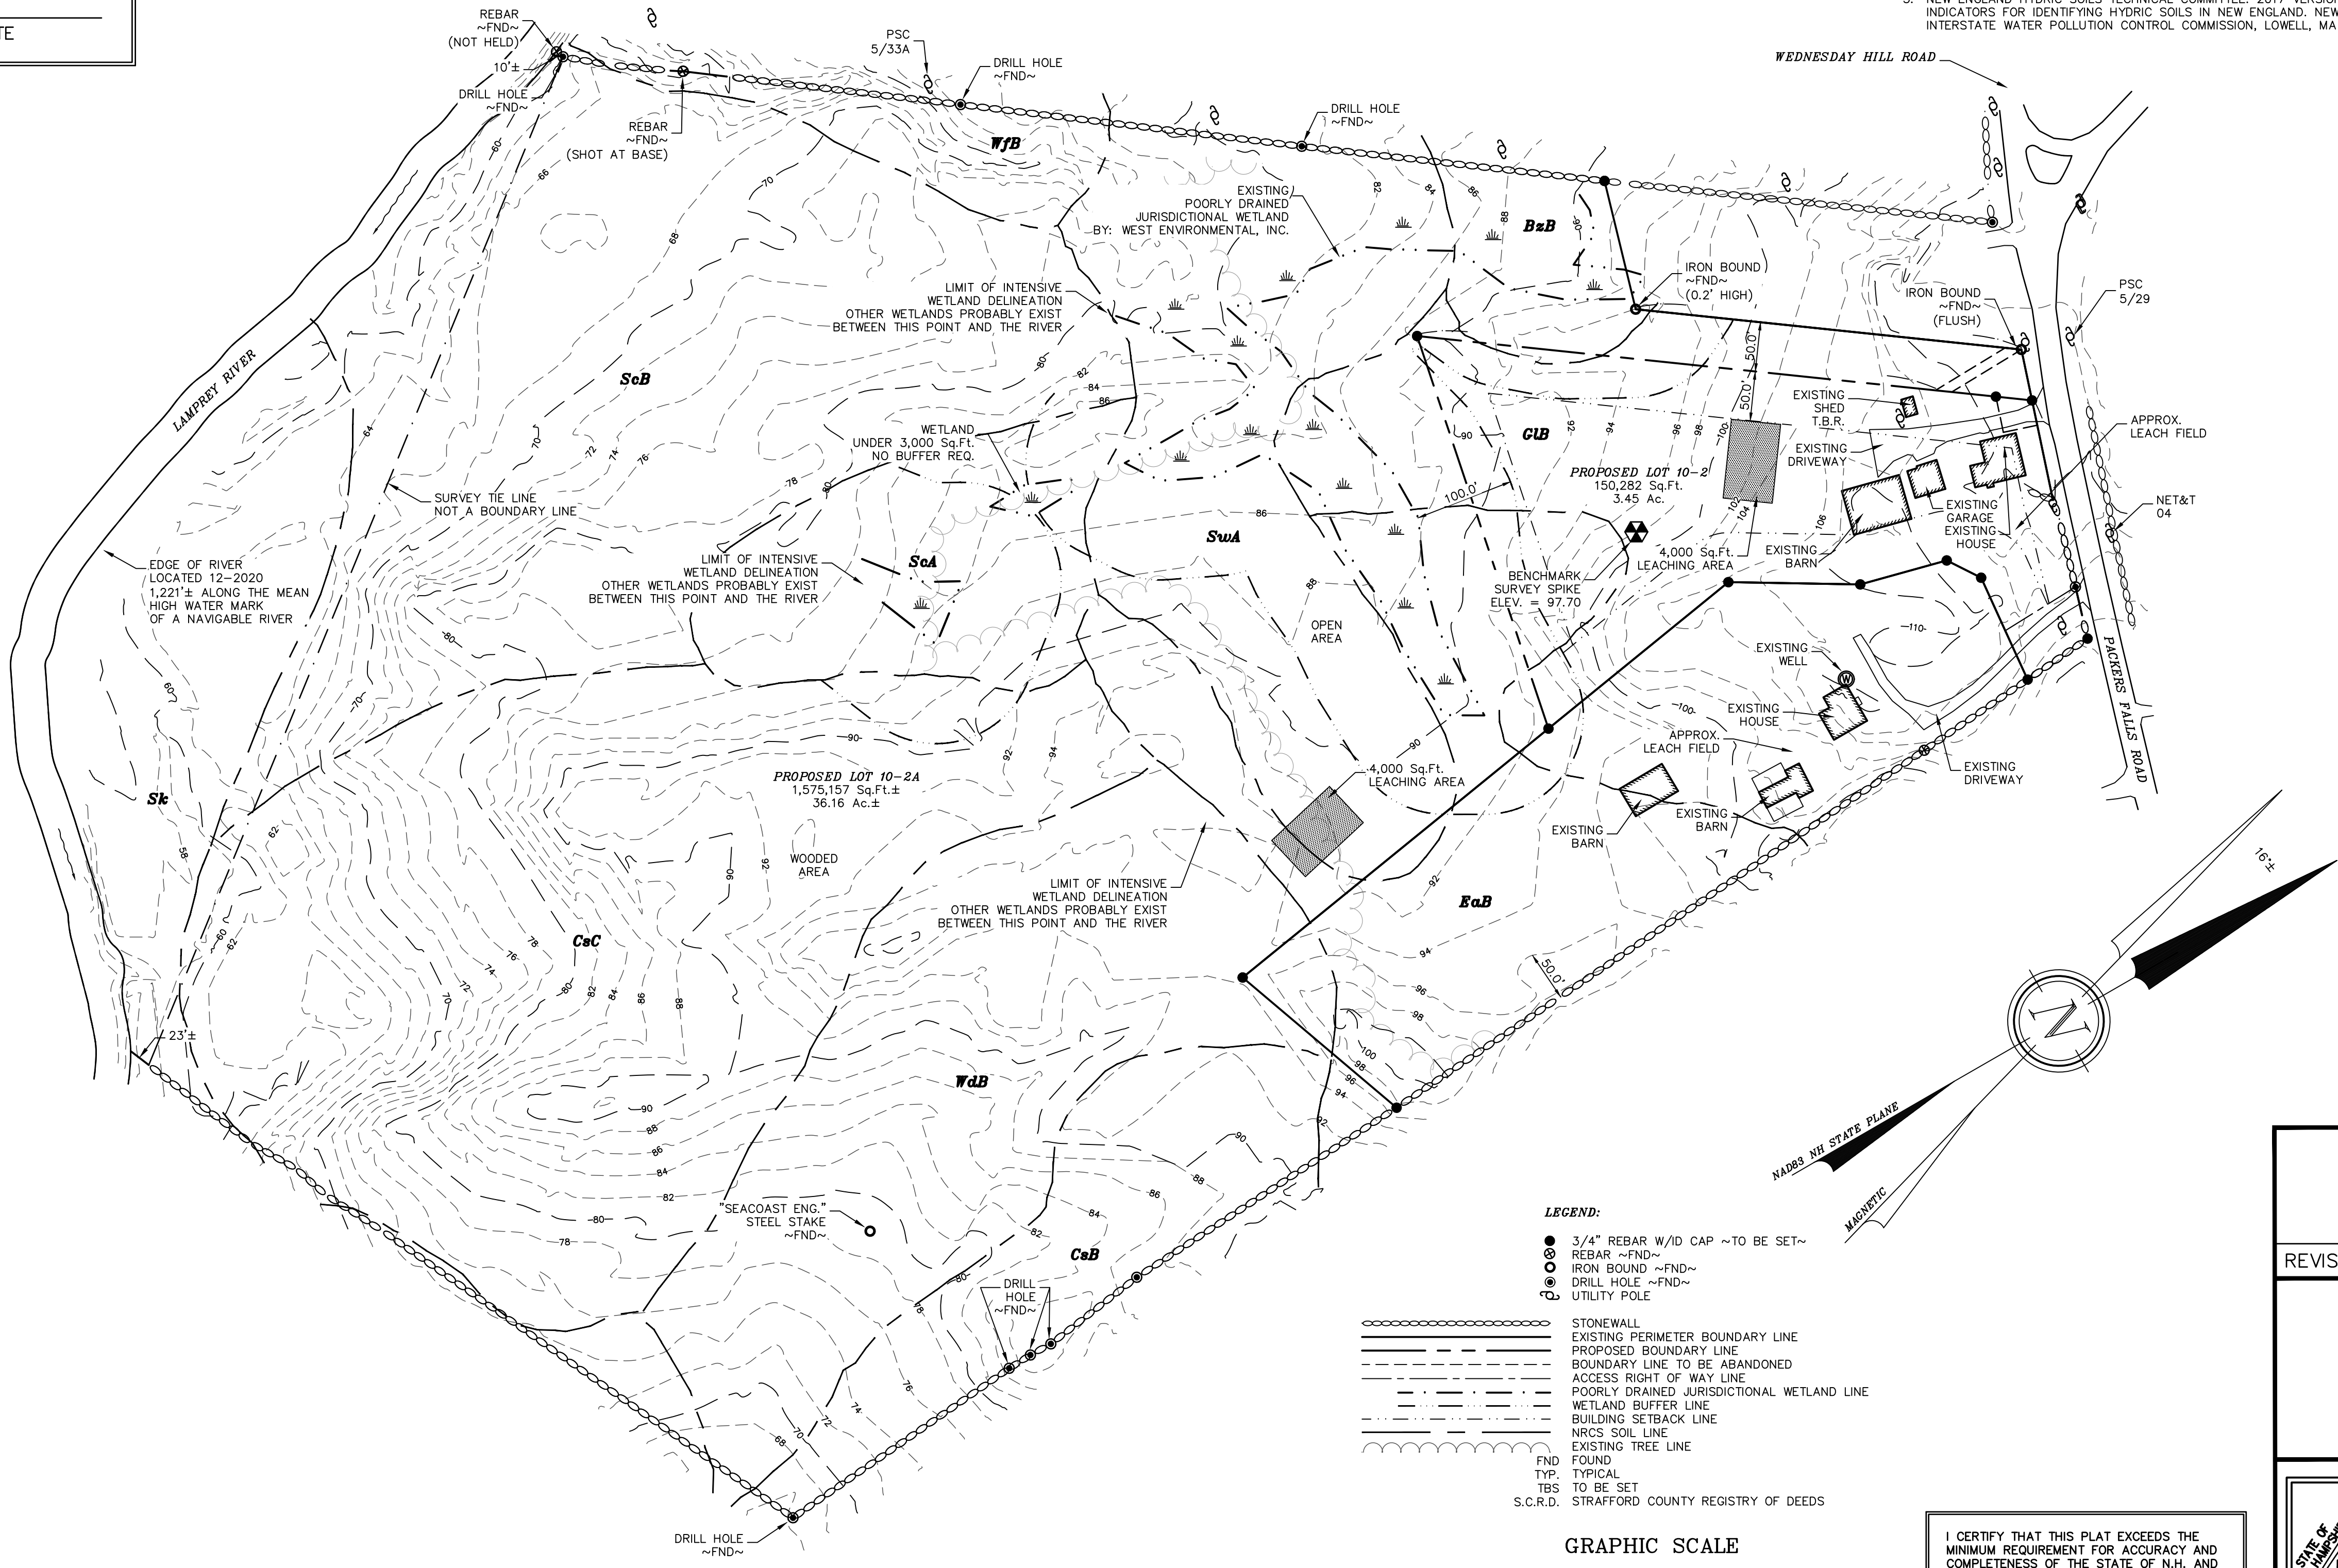 TE
3. NEW ENGLAND HYDRIC SOILS TECHNICAL COMMITTEE. 2017 VERSION
INDICATORS FOR IDENTIFYING HYDRIC SOILS IN NEW ENGLAND. NEW
INTERSTATE WATER POLLUTION CONTROL COMMISSION, LOWELL, MA
REBAR
~FND~
(NOT HELD)
10'±
DRILL HOLE
~FND~
REBAR
~FND~
(SHOT AT BASE)
PSC
5/33A
DRILL HOLE
~FND~
DRILL HOLE
~FND~
WEDNESDAY HILL ROAD
WfB
EXISTING
POORLY DRAINED
JURISDICTIONAL WETLAND
BY: WEST ENVIRONMENTAL, INC.
BzB
IRON BOUND
~FND~
(0.2' HIGH)
IRON BOUND
~FND~
(FLUSH)
PSC
5/29
LIMIT OF INTENSIVE
WETLAND DELINEATION
OTHER WETLANDS PROBABLY EXIST
BETWEEN THIS POINT AND THE RIVER
LAMPREY RIVER
ScB
50.0'
50.0'
EXISTING
SHED
T.B.R.
APPROX.
LEACH FIELD
WETLAND
UNDER 3,000 Sq.Ft.
NO BUFFER REQ.
GlB
EXISTING
DRIVEWAY
PROPOSED LOT 10-2
150,282 Sq.Ft.
3.45 Ac.
100.0'
SURVEY TIE LINE
NOT A BOUNDARY LINE
NET&T
04
EXISTING
GARAGE
EXISTING
HOUSE
SwA
EXISTING
BARN
4,000 Sq.Ft.
LEACHING AREA
LIMIT OF INTENSIVE
WETLAND DELINEATION
OTHER WETLANDS PROBABLY EXIST
BETWEEN THIS POINT AND THE RIVER
ScA
BENCHMARK
SURVEY SPIKE
ELEV. = 97.70
EDGE OF RIVER
LOCATED 12-2020
1,221'± ALONG THE MEAN
HIGH WATER MARK
OF A NAVIGABLE RIVER
OPEN
AREA
EXISTING
WELL
PACKERS FALLS ROAD
EXISTING
HOUSE
APPROX.
LEACH FIELD
EXISTING
DRIVEWAY
Sk
PROPOSED LOT 10-2A
1,575,157 Sq.Ft.±
36.16 Ac.±
4,000 Sq.Ft.
LEACHING AREA
EXISTING
BARN
EXISTING
BARN
WOODED
AREA
LIMIT OF INTENSIVE
WETLAND DELINEATION
OTHER WETLANDS PROBABLY EXIST
BETWEEN THIS POINT AND THE RIVER
EaB
16°±
CsC
50.0'
N
23'±
WdB
NAD83 NH STATE PLANE
MAGNETIC
"SEACOAST ENG."
STEEL STAKE
~FND~
CsB
DRILL
HOLE
~FND~
DRILL HOLE
~FND~
LEGEND:
3/4" REBAR W/ID CAP ~TO BE SET~
REBAR ~FND~
IRON BOUND ~FND~
DRILL HOLE ~FND~
UTILITY POLE
STONEWALL
EXISTING PERIMETER BOUNDARY LINE
PROPOSED BOUNDARY LINE
BOUNDARY LINE TO BE ABANDONED
ACCESS RIGHT OF WAY LINE
POORLY DRAINED JURISDICTIONAL WETLAND LINE
WETLAND BUFFER LINE
BUILDING SETBACK LINE
NRCS SOIL LINE
EXISTING TREE LINE
FND FOUND
TYP. TYPICAL
TBS TO BE SET
S.C.R.D. STRAFFORD COUNTY REGISTRY OF DEEDS
GRAPHIC SCALE
REVIS
I CERTIFY THAT THIS PLAT EXCEEDS THE
MINIMUM REQUIREMENT FOR ACCURACY AND
COMPLETENESS OF THE STATE OF N.H. AND
STATE OF